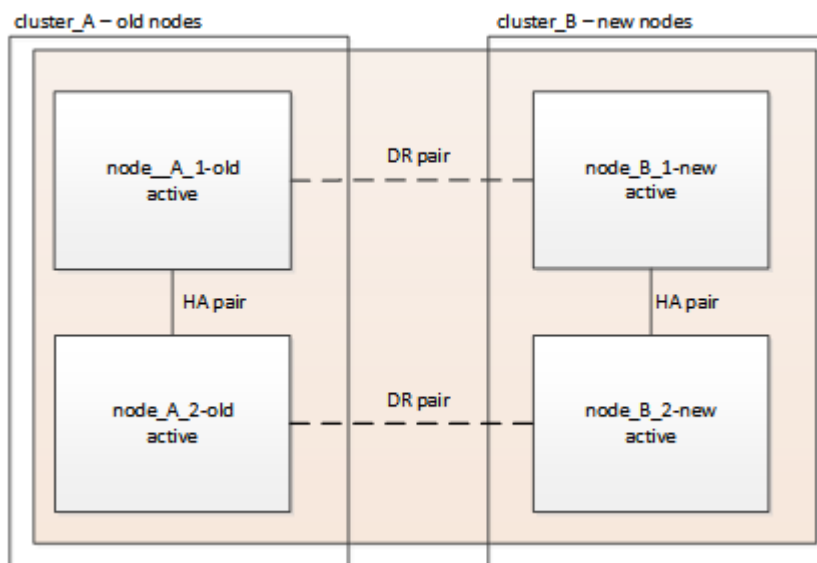 cluster_A – old nodes
cluster_B – new nodes
node__A_1-old
active
DR pair
node_B_1-new
active
HA pair
HA pair
node_A_2-old
active
DR pair
node_B_2-new
active